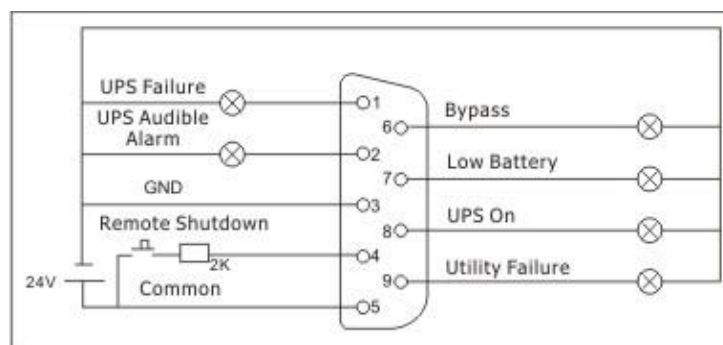 UPS Failure
1
UPS Audible
Alarm
2
GND
3
Remote Shutdown
4
2K
24V
Common
5
6
Bypass
7
Low Battery
8
UPS On
9
Utility Failure